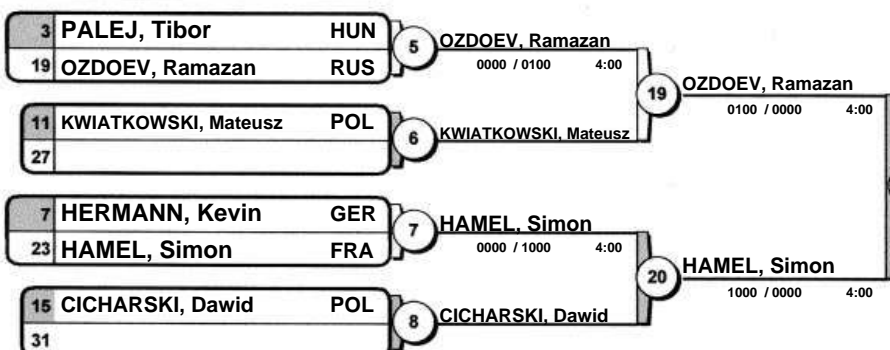 3 PALEJ, Tibor HUN
19 OZDOEV, Ramazan RUS
5
OZDOEV, Ramazan
0000 / 0100 4:00
11 KWIATKOWSKI, Mateusz POL
27
6
KWIATKOWSKI, Mateusz
19
OZDOEV, Ramazan
0100 / 0000 4:00
7 HERMANN, Kevin GER
23 HAMEL, Simon FRA
7
HAMEL, Simon
0000 / 1000 4:00
15 CICHARSKI, Dawid POL
31
8
CICHARSKI, Dawid
20
HAMEL, Simon
1000 / 0000 4:00